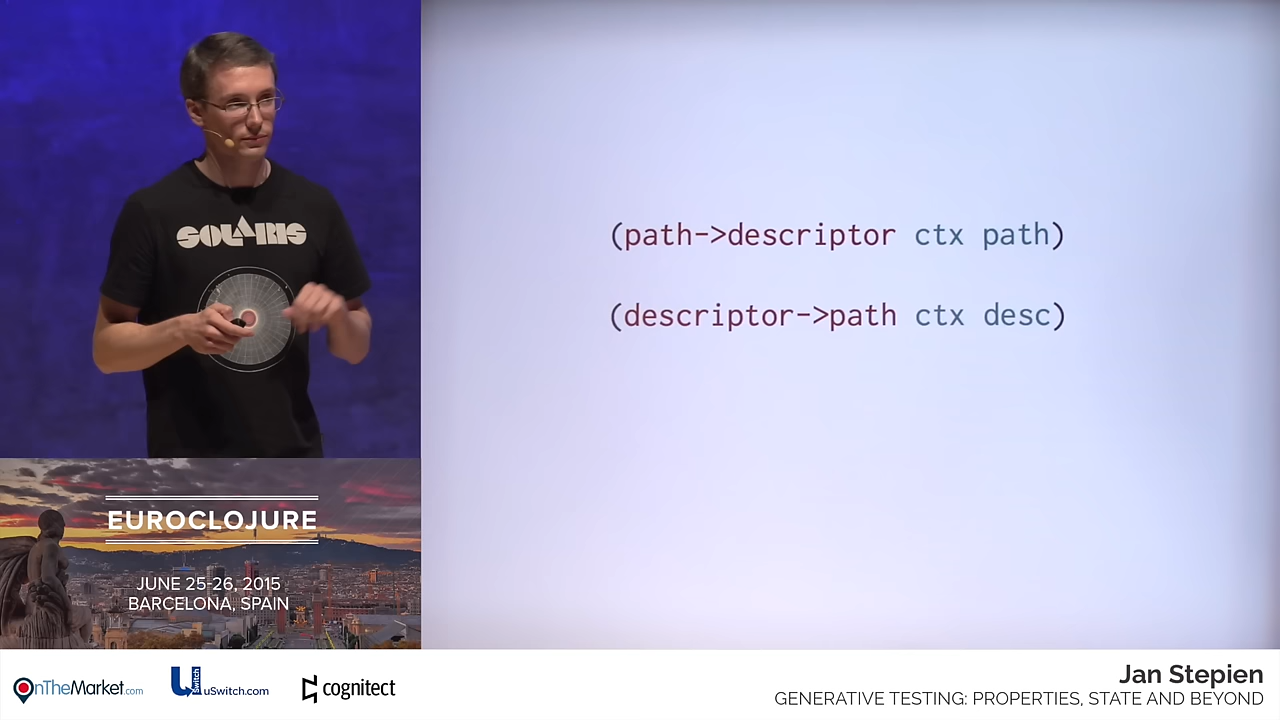 SOLARIS
(path->descriptor ctx path)
(descriptor->path ctx desc)
EUROCLOJURE
JUNE 25-26, 2015
BARCELONA, SPAIN
OnTheMarket.com
uSwitch
uSwitch.com
cognitect
Jan Stepien
GENERATIVE TESTING: PROPERTIES, STATE AND BEYOND